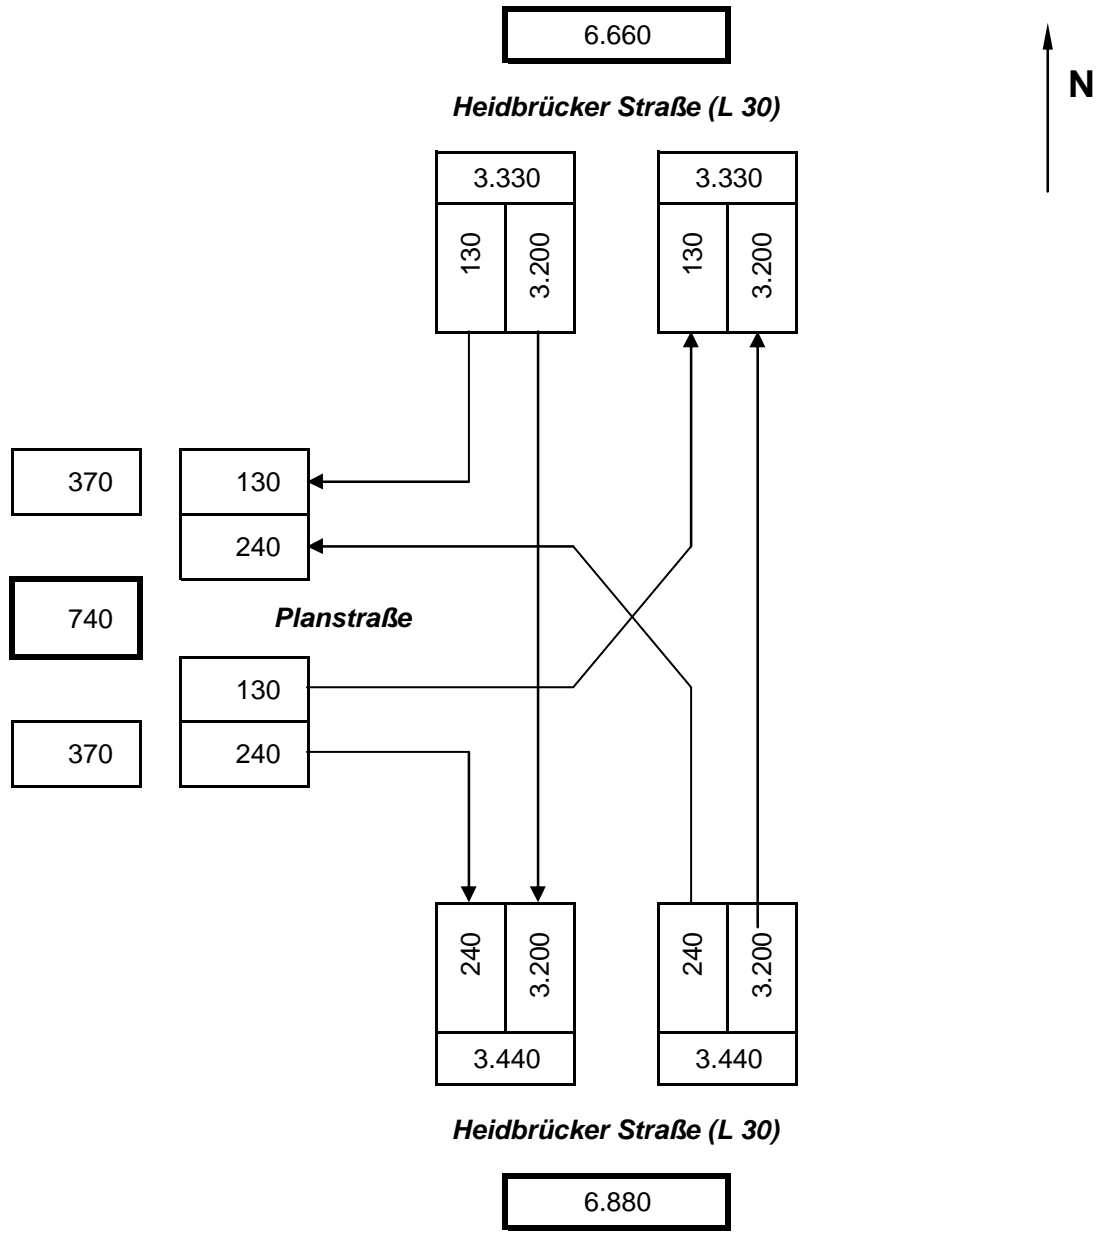 6.660
N
Heidbrücker Straße (L 30)
3.330 3.330
130 3.200 130 3.200
370 130
240
740 Planstraße
130
370 240
240 3.200 240 3.200
3.440 3.440
Heidbrücker Straße (L 30)
6.880